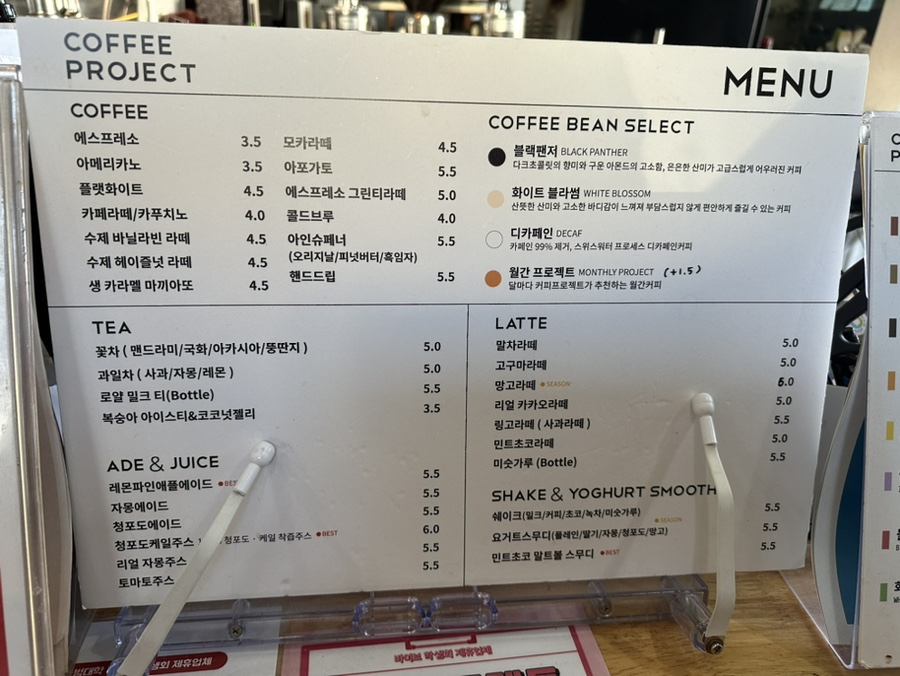 COFFEE
PROJECT
MENU
COFFEE
에스프레소 3.5
아메리카노 3.5
플랫화이트 4.5
카페라떼/카푸치노 4.0
수제 바닐라빈 라떼 4.5
수제 헤이즐넛 라떼 4.5
생 카라멜 마끼아또 4.5
모카라떼 4.5
아포가토 5.5
에스프레소 그린티라떼 5.0
콜드브루 4.0
아인슈페너 5.5
(오리지날/피넛버터/흑임자)
핸드드립 5.5
COFFEE BEAN SELECT
블랙팬저 BLACK PANTHER
다크초콜릿의 향미와 구운 아몬드의 고소함, 은은한 산미가 고급스럽게 어우러진 커피
화이트 블라썸 WHITE BLOSSOM
산뜻한 산미와 고소한 바디감이 느껴져 부담스럽지 않게 편안하게 즐길 수 있는 커피
디카페인 DECAF
카페인 99% 제거, 스위스워터 프로세스 디카페인커피
월간 프로젝트 MONTHLY PROJECT (+1.5)
달마다 커피프로젝트가 추천하는 월간커피
TEA
꽃차 ( 맨드라미/국화/아카시아/뚱딴지 ) 5.0
과일차 ( 사과/자몽/레몬 ) 5.0
로얄 밀크 티(Bottle) 5.5
복숭아 아이스티&코코넛젤리 3.5
ADE & JUICE
레몬파인애플에이드 BEST 5.5
자몽에이드 5.5
청포도에이드 5.5
청포도케일주스 청포도 · 케일 착즙주스 BEST 6.0
리얼 자몽주스 5.5
토마토주스 5.5
LATTE
말차라떼 5.0
고구마라떼 5.0
망고라떼 SEASON 6.0
리얼 카카오라떼 5.0
링고라떼 ( 사과라떼 ) 5.5
민트초코라떼 5.0
미숫가루 (Bottle) 5.5
SHAKE & YOGHURT SMOOTH
쉐이크(밀크/커피/초코/녹차/미숫가루) 5.5
SEASON
요거트스무디(플레인/딸기/자몽/청포도/망고) 5.5
민트초코 말트볼 스무디 BEST 5.5
생회 제휴업체
바이브 학생회 제휴업체